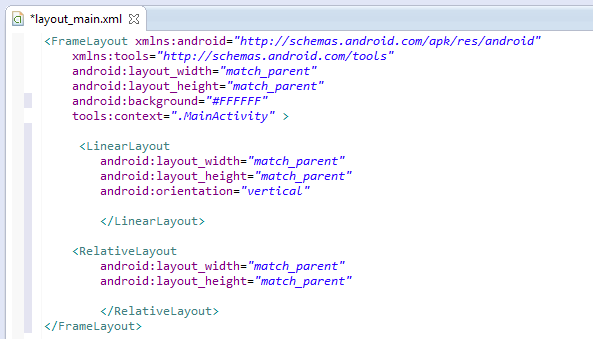 *layout_main.xml
<FrameLayout xmlns:android="http://schemas.android.com/apk/res/android"
    xmlns:tools="http://schemas.android.com/tools"
    android:layout_width="match_parent"
    android:layout_height="match_parent"
    android:background="#FFFFFF"
    tools:context=".MainActivity" >
     <LinearLayout
        android:layout_width="match_parent"
        android:layout_height="match_parent"
        android:orientation="vertical"
        </LinearLayout>
    <RelativeLayout
        android:layout_width="match_parent"
        android:layout_height="match_parent"
        </RelativeLayout>
</FrameLayout>